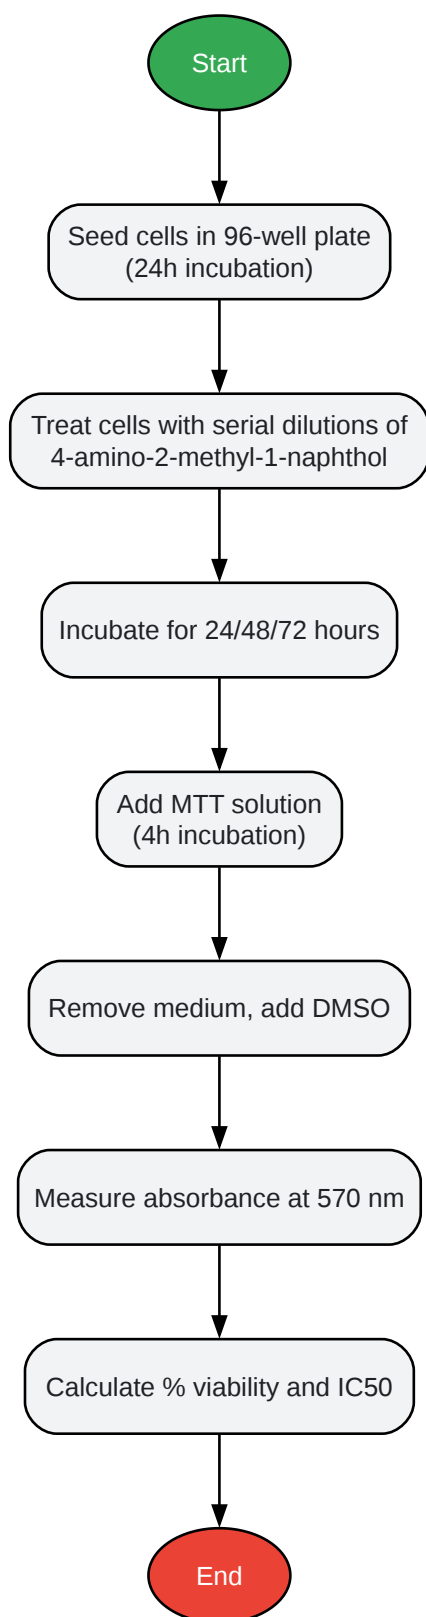 Start
Seed cells in 96-well plate
(24h incubation)
Treat cells with serial dilutions of
4-amino-2-methyl-1-naphthol
Incubate for 24/48/72 hours
Add MTT solution
(4h incubation)
Remove medium, add DMSO
Measure absorbance at 570 nm
Calculate % viability and IC50
End